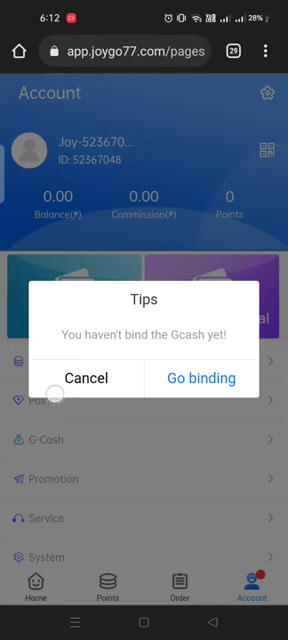 6:12
28%
app.joygo77.com/pages
29
Account
Joy-523670...
ID: 52367048
0.00 0.00 0
Balance(₱) Commission(₱) Points
al
Tips
You haven't bind the Gcash yet!
Cancel Go binding
G-Cash
Promotion
Service
System
Home Points Order Account